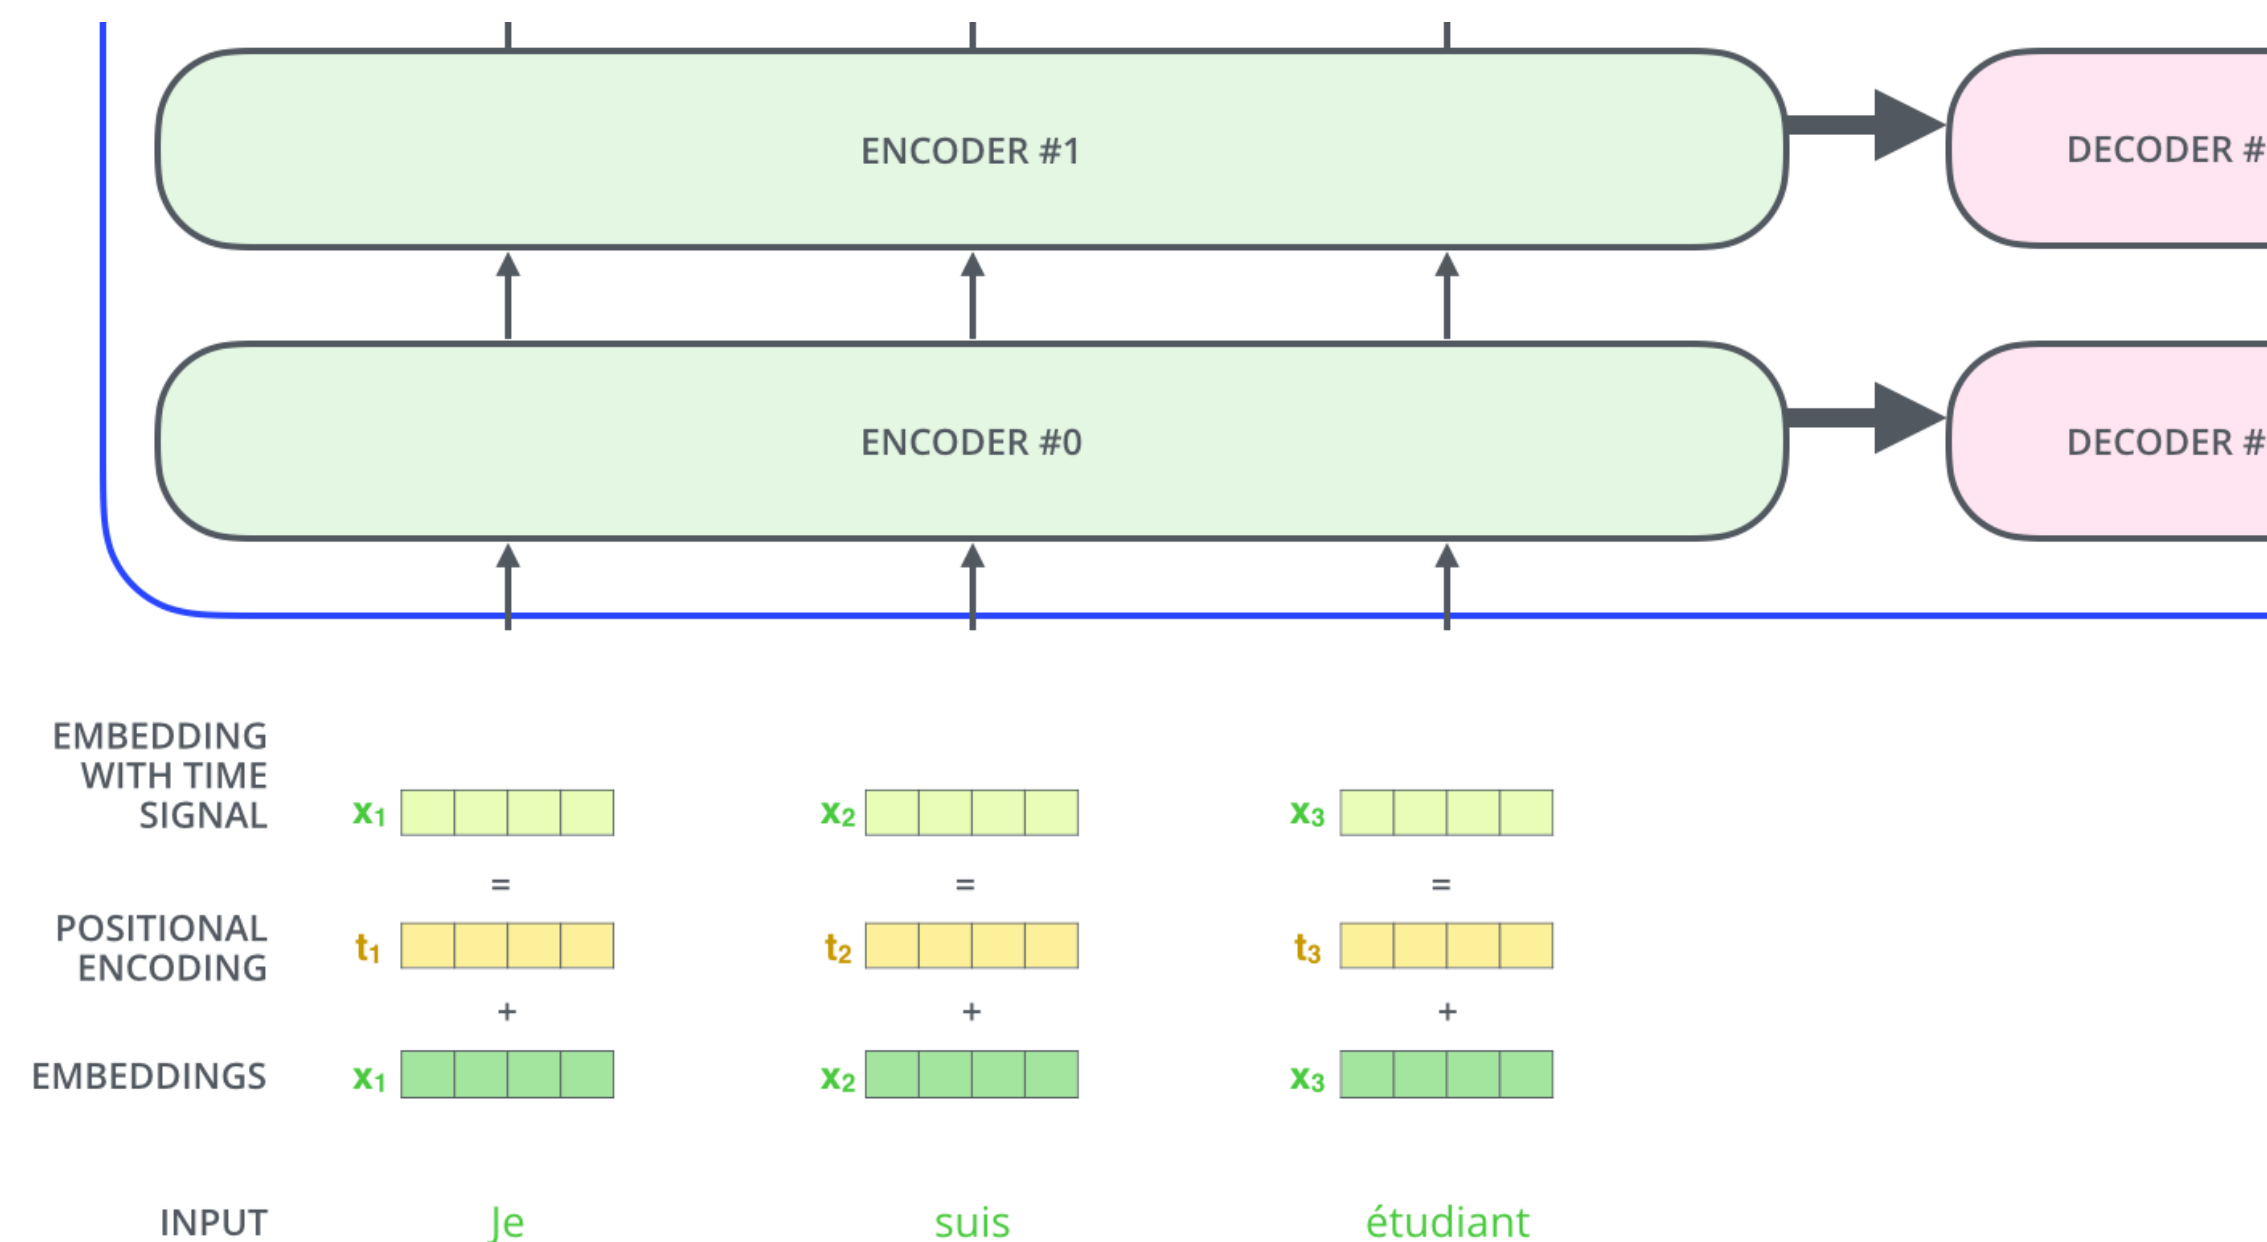 ENCODER #1
DECODER #
ENCODER #0
DECODER #
EMBEDDING
WITH TIME
SIGNAL
x₁
x₂
x₃
=
=
=
POSITIONAL
ENCODING
t₁
t₂
t₃
+
+
+
EMBEDDINGS
x₁
x₂
x₃
INPUT
Je
suis
étudiant